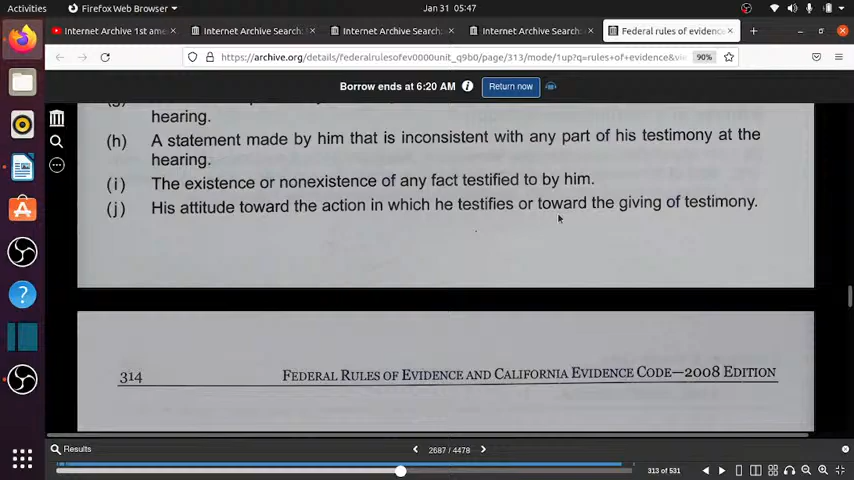 Activities
Firefox Web Browser
Jan 31 05:47
Internet Archive 1st ame
Internet Archive Search:
Internet Archive Search:
Internet Archive Search:
Federal rules of evidence
https://archive.org/details/federalrulesofev0000unit_q9b0/page/313/mode/1up?q=rules+of+evidence&vie
90%
Borrow ends at 6:20 AM
Return now
hearing.
(h) A statement made by him that is inconsistent with any part of his testimony at the
hearing.
(i) The existence or nonexistence of any fact testified to by him.
(j) His attitude toward the action in which he testifies or toward the giving of testimony.
314 FEDERAL RULES OF EVIDENCE AND CALIFORNIA EVIDENCE CODE—2008 EDITION
Results
2687 / 4478
313 of 531